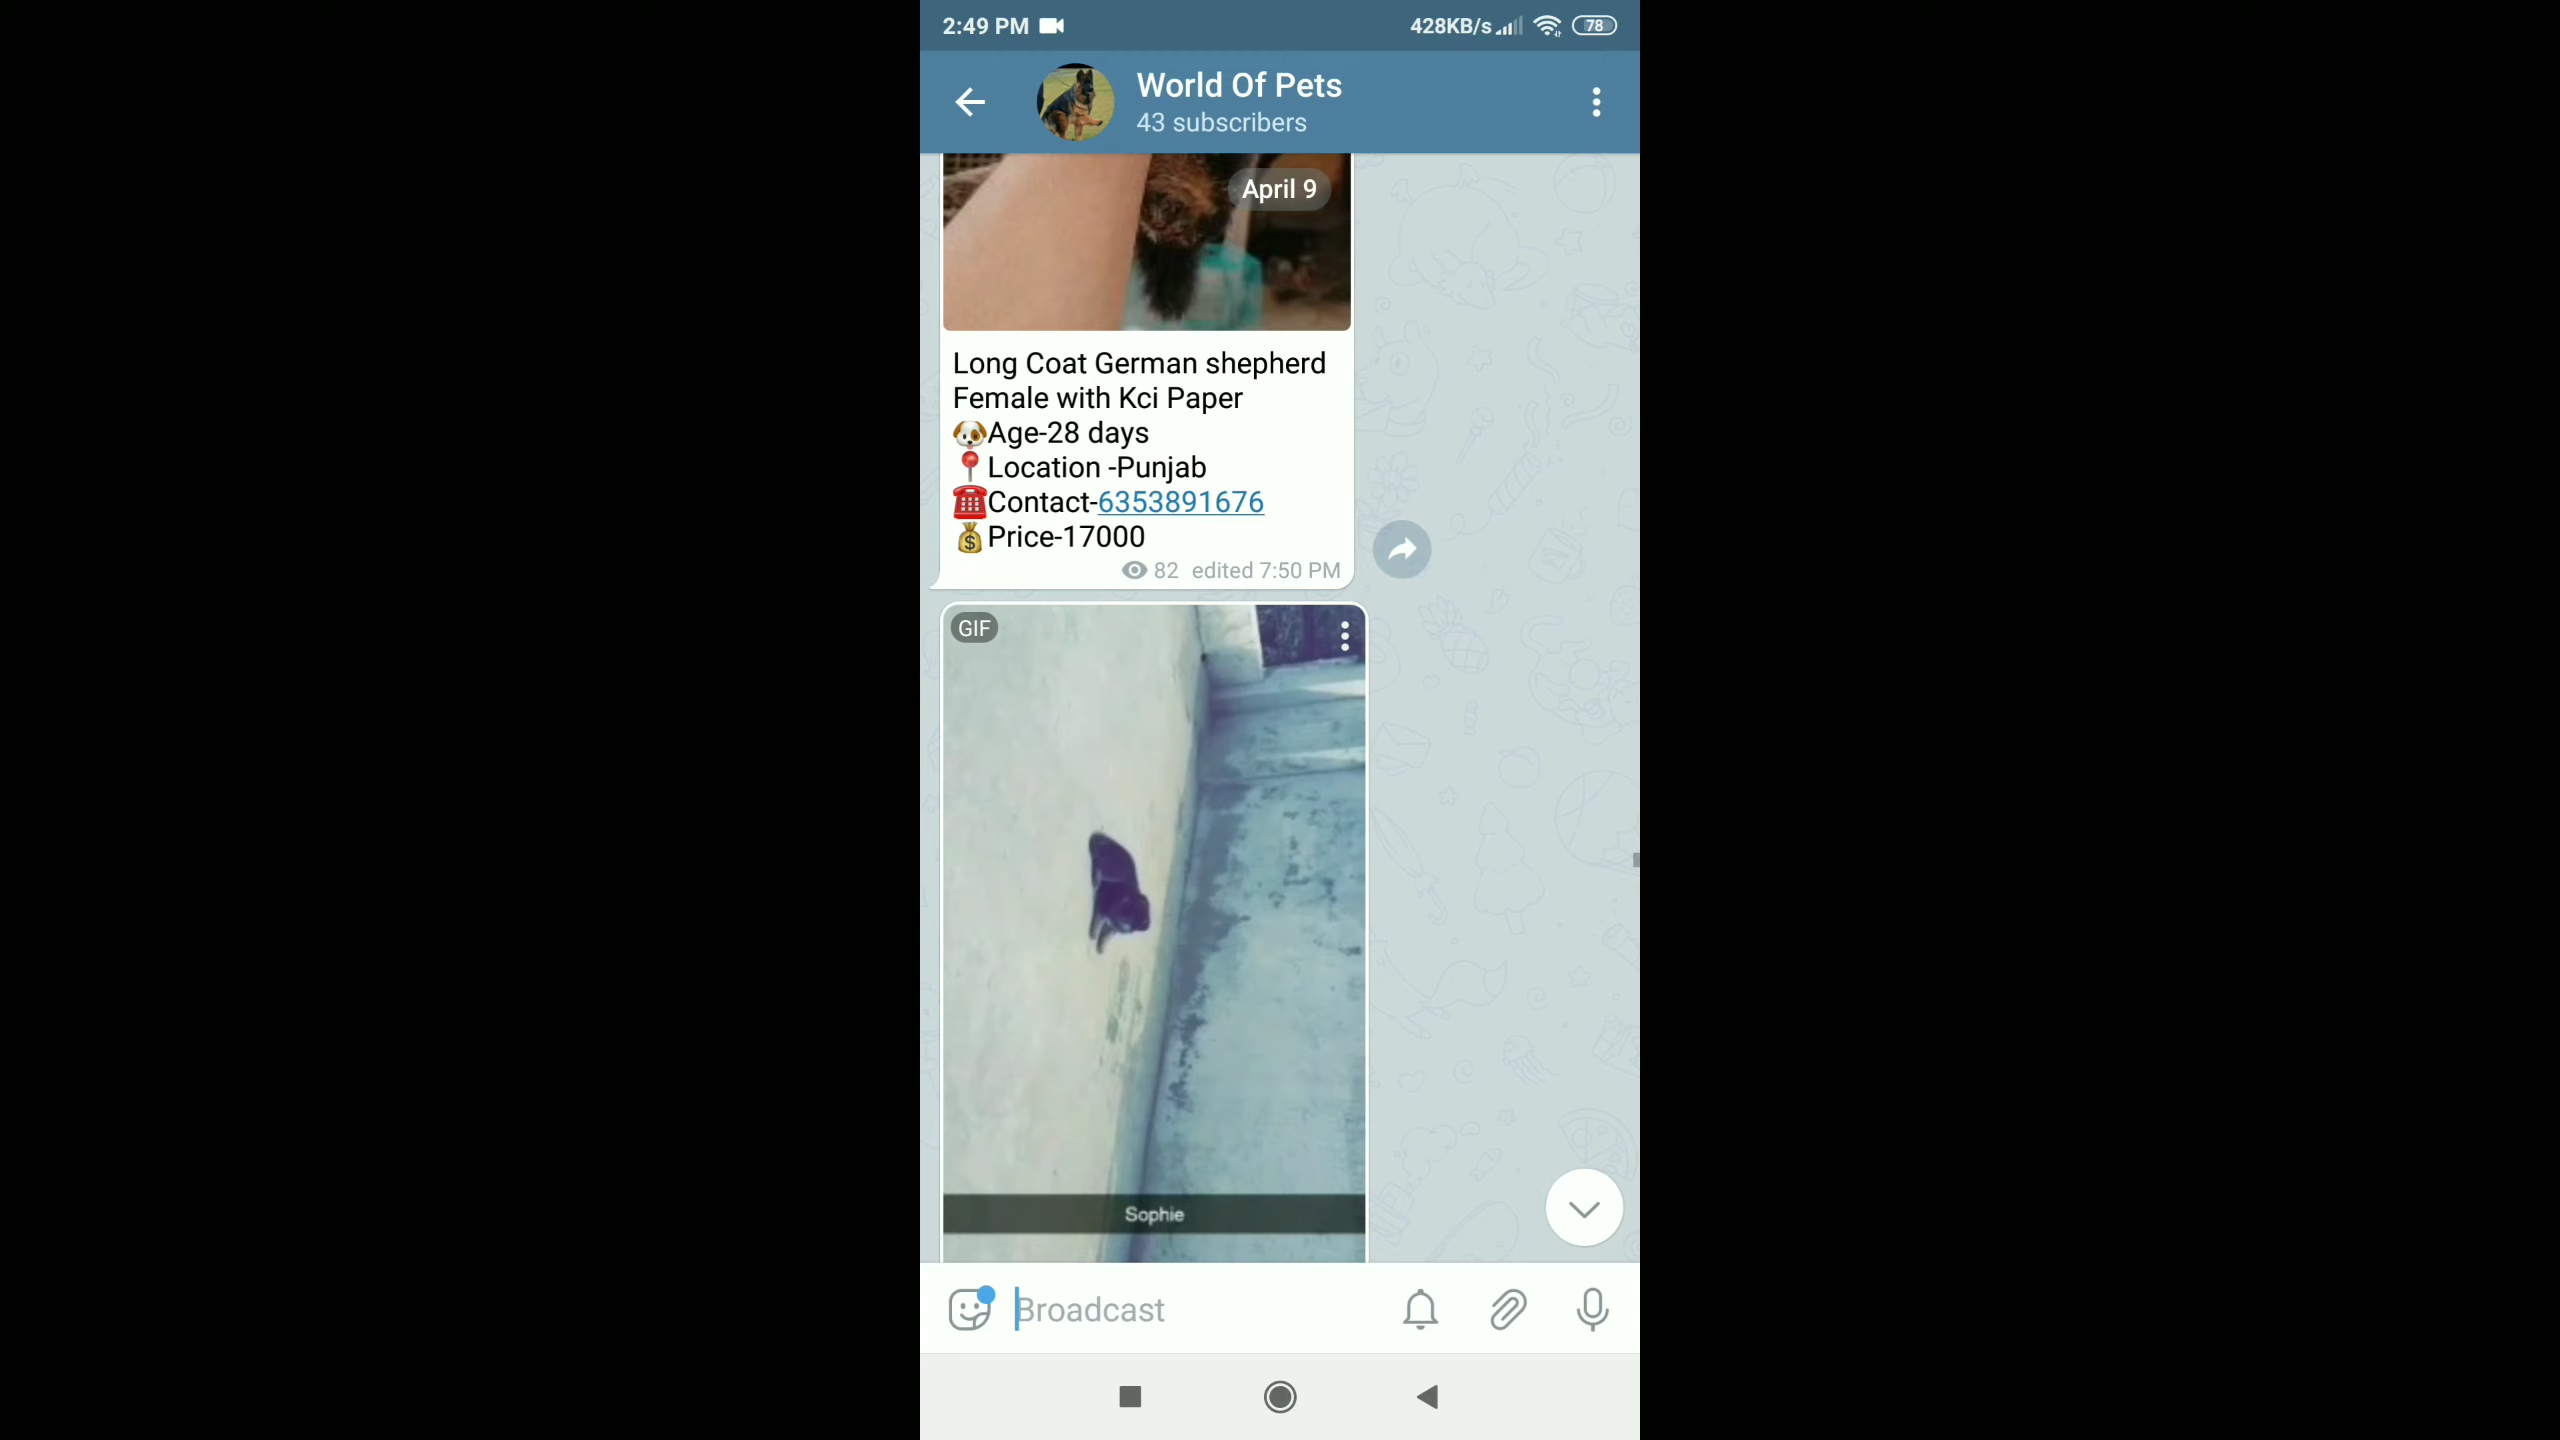 2:49 PM
428KB/s
78
World Of Pets
43 subscribers
April 9
Long Coat German shepherd
Female with Kci Paper
🐶Age-28 days
📍Location -Punjab
☎️Contact-6353891676
💰Price-17000
82 edited 7:50 PM
GIF
Sophie
Broadcast